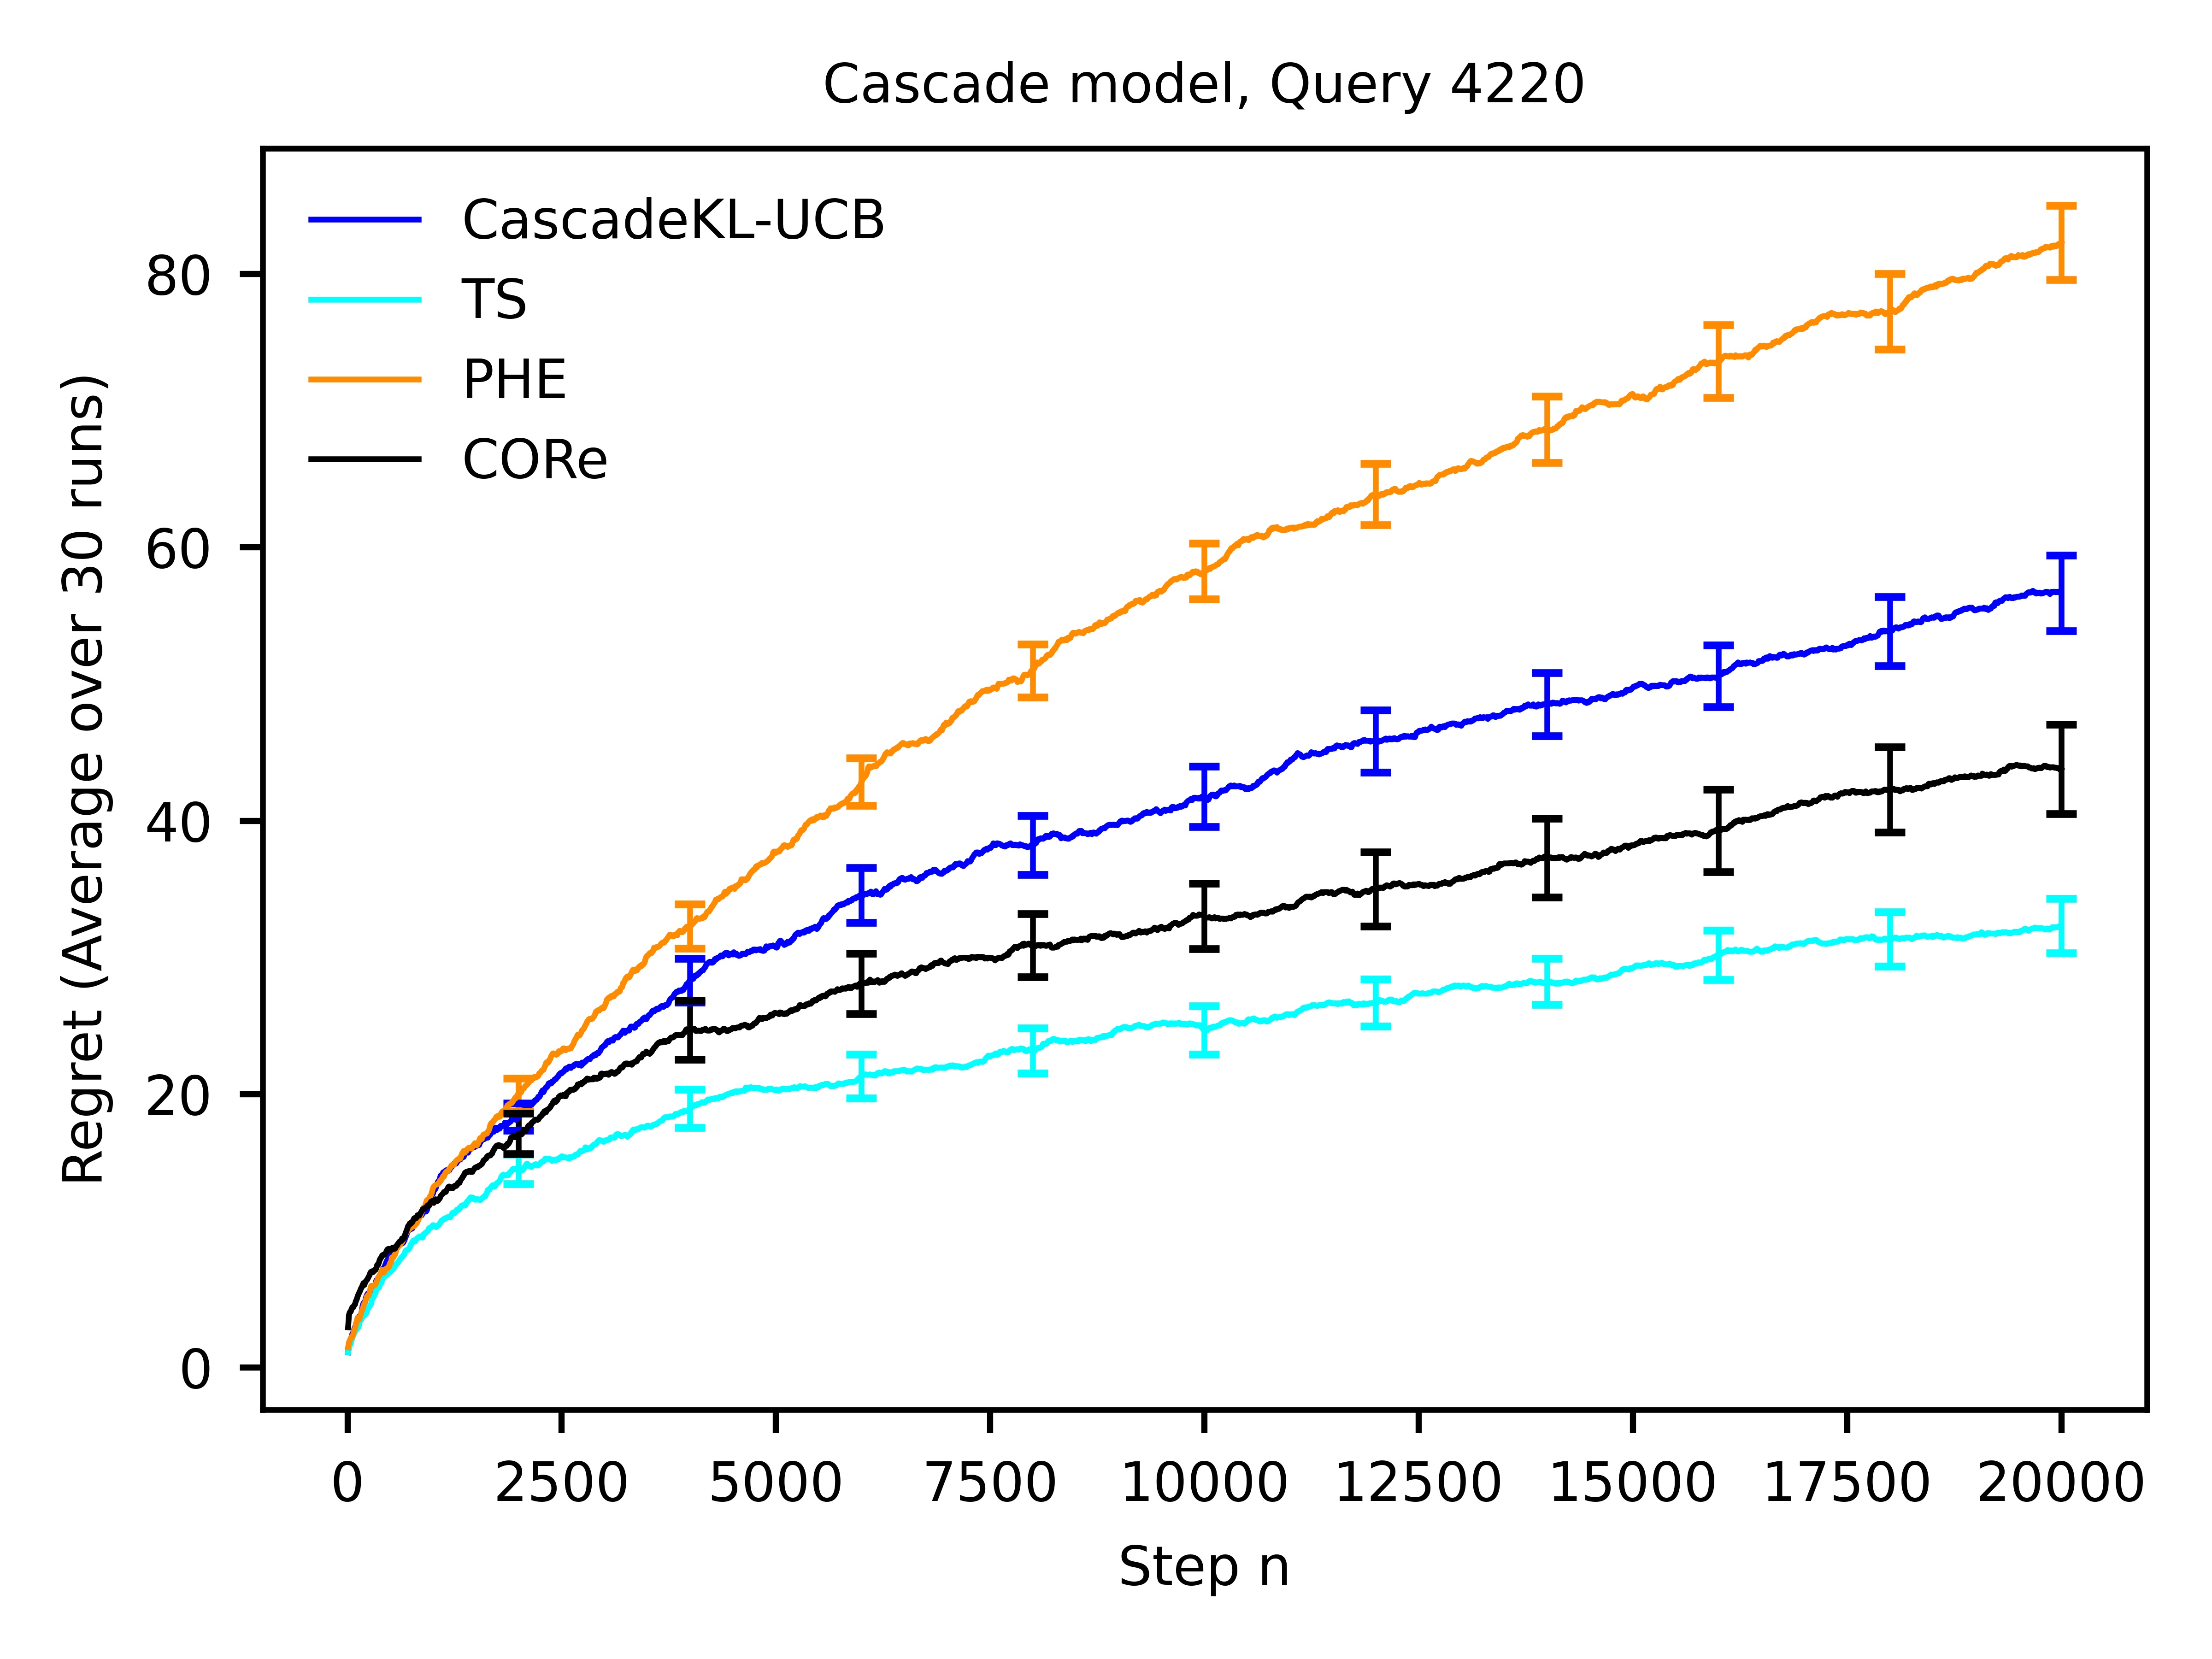 Cascade model, Query 4220
CascadeKL-UCB
TS
PHE
CORe
Regret (Average over 30 runs)
80
60
40
20
0
0 2500 5000 7500 10000 12500 15000 17500 20000
Step n